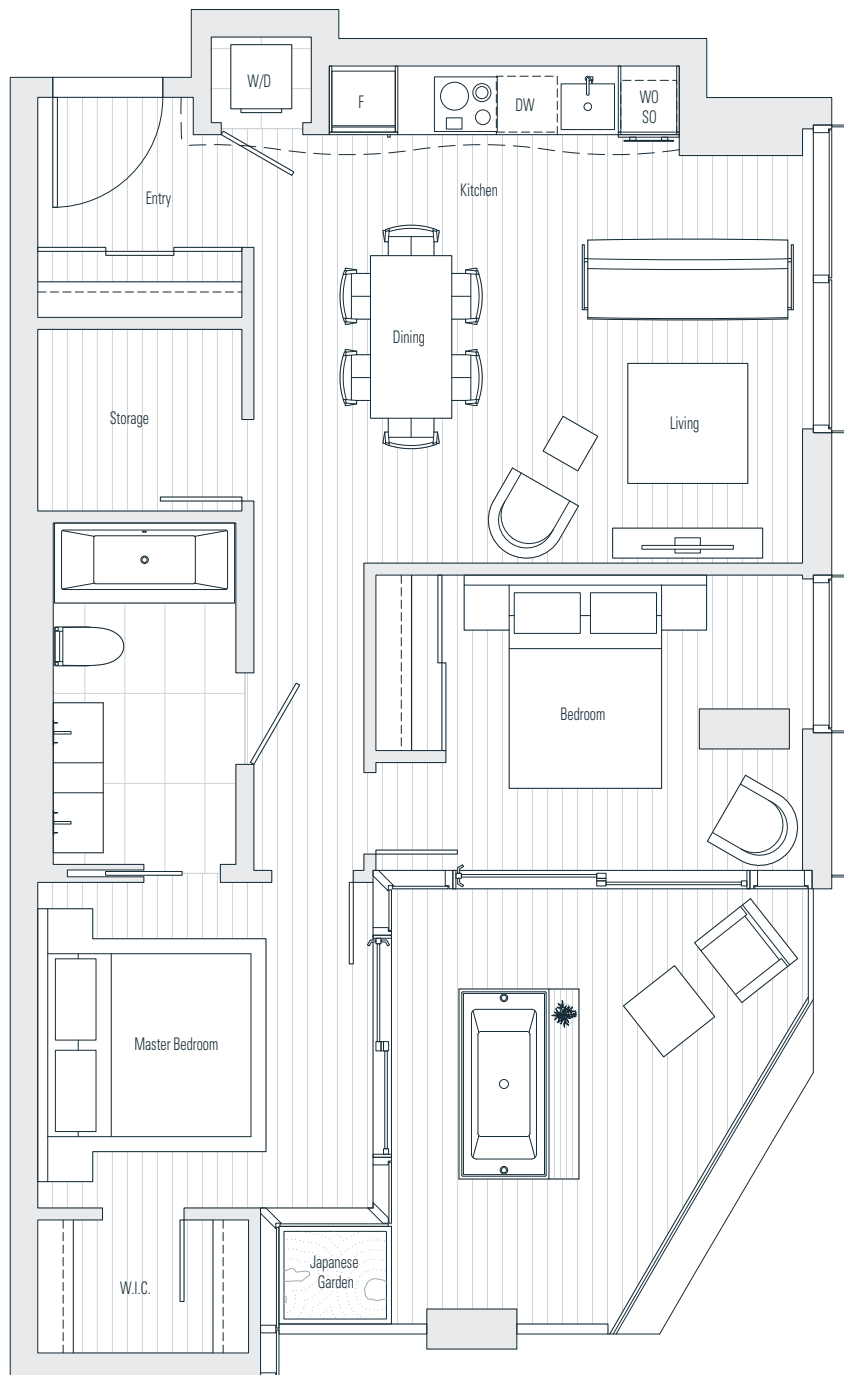 W/D
F
DW
WO
SO
Entry
Kitchen
Dining
Storage
Living
Bedroom
Master Bedroom
Japanese
Garden
W.I.C.